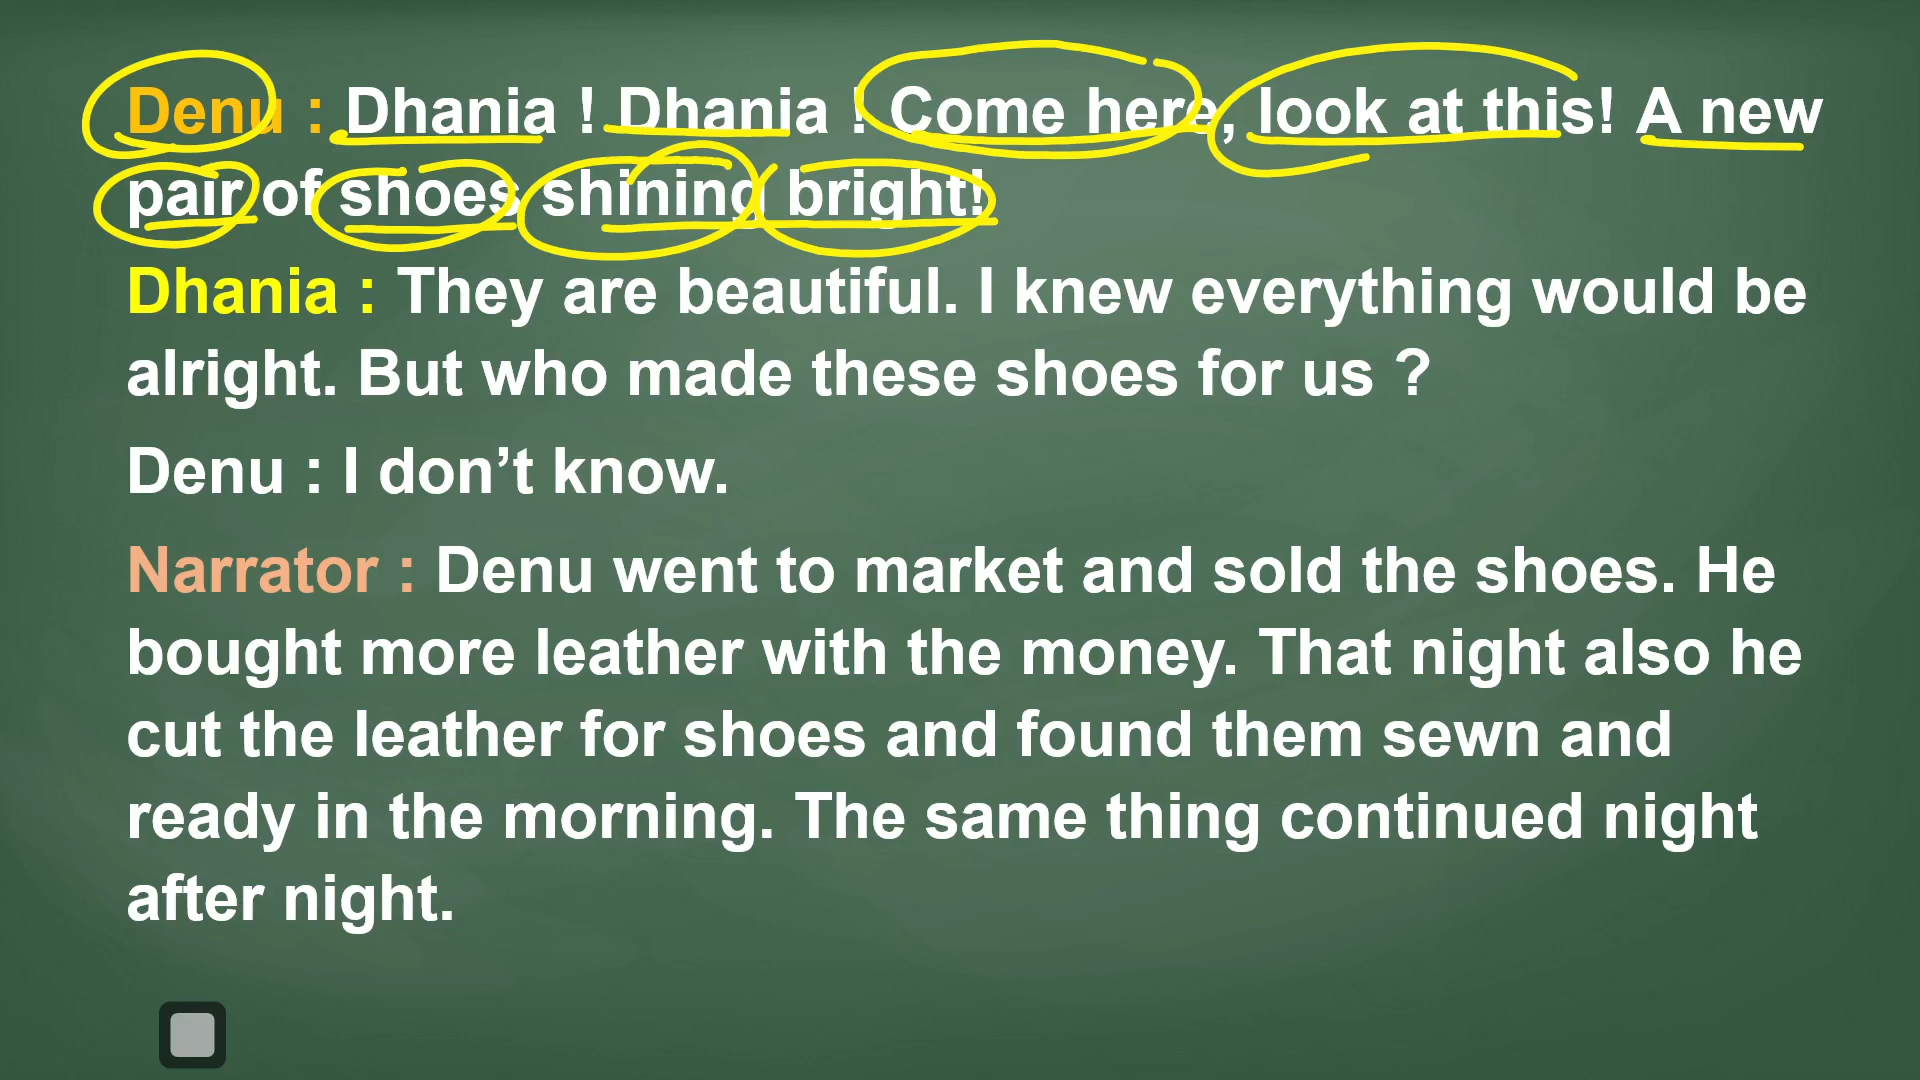 Denu : Dhania ! Dhania ! Come here, look at this! A new
pair of shoes shining bright!
Dhania : They are beautiful. I knew everything would be
alright. But who made these shoes for us ?
Denu : I don’t know.
Narrator : Denu went to market and sold the shoes. He
bought more leather with the money. That night also he
cut the leather for shoes and found them sewn and
ready in the morning. The same thing continued night
after night.